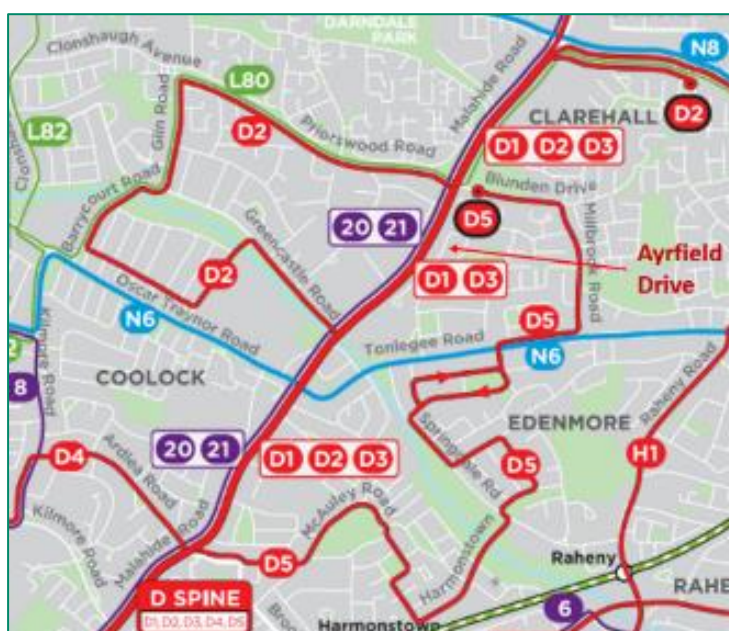 DARNDALE
PARK
Clonshaugh Avenue
N8
L80
Malahide Road
Glin Road
D2
CLAREHALL
L82
Priorswood Road
D2
D1 D2 D3
Blunden Drive
Barrycourt Road
D5
Greencastle Road
20 21
Millbrook Road
Ayrfield
Drive
D2
D1 D3
Oscar Traynor Road
N6
D5
Tonlegee Road
N6
Kilmore Road
COOLOCK
8
Raheny Road
EDENMORE
20 21
D1 D2 D3
Springdale Rd
D4
Ardlea Road
D5
H1
McAuley Road
Kilmore Road
Malahide Road
D5
Harmonstown
Raheny
D SPINE
RAHE
D1, D2, D3, D4, D5
6
Harmonstown